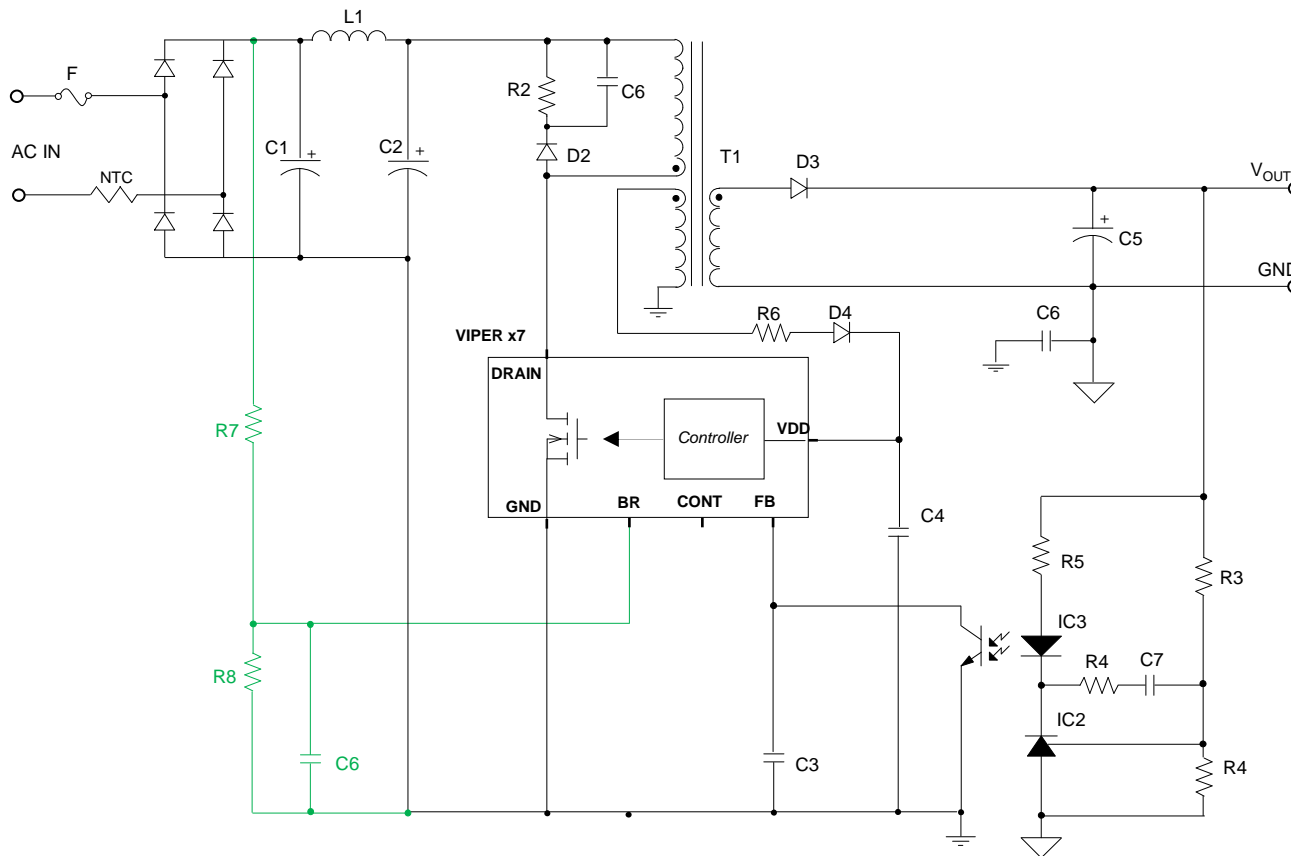 L1
F
R2
C6
AC IN
C1
+
C2
+
D2
T1
D3
NTC
VOUT
+
C5
GND
R6
D4
C6
VIPER x7
DRAIN
R7
Controller
VDD
GND
BR
CONT
FB
C4
R5
R3
IC3
R8
R4
C7
IC2
C6
C3
R4